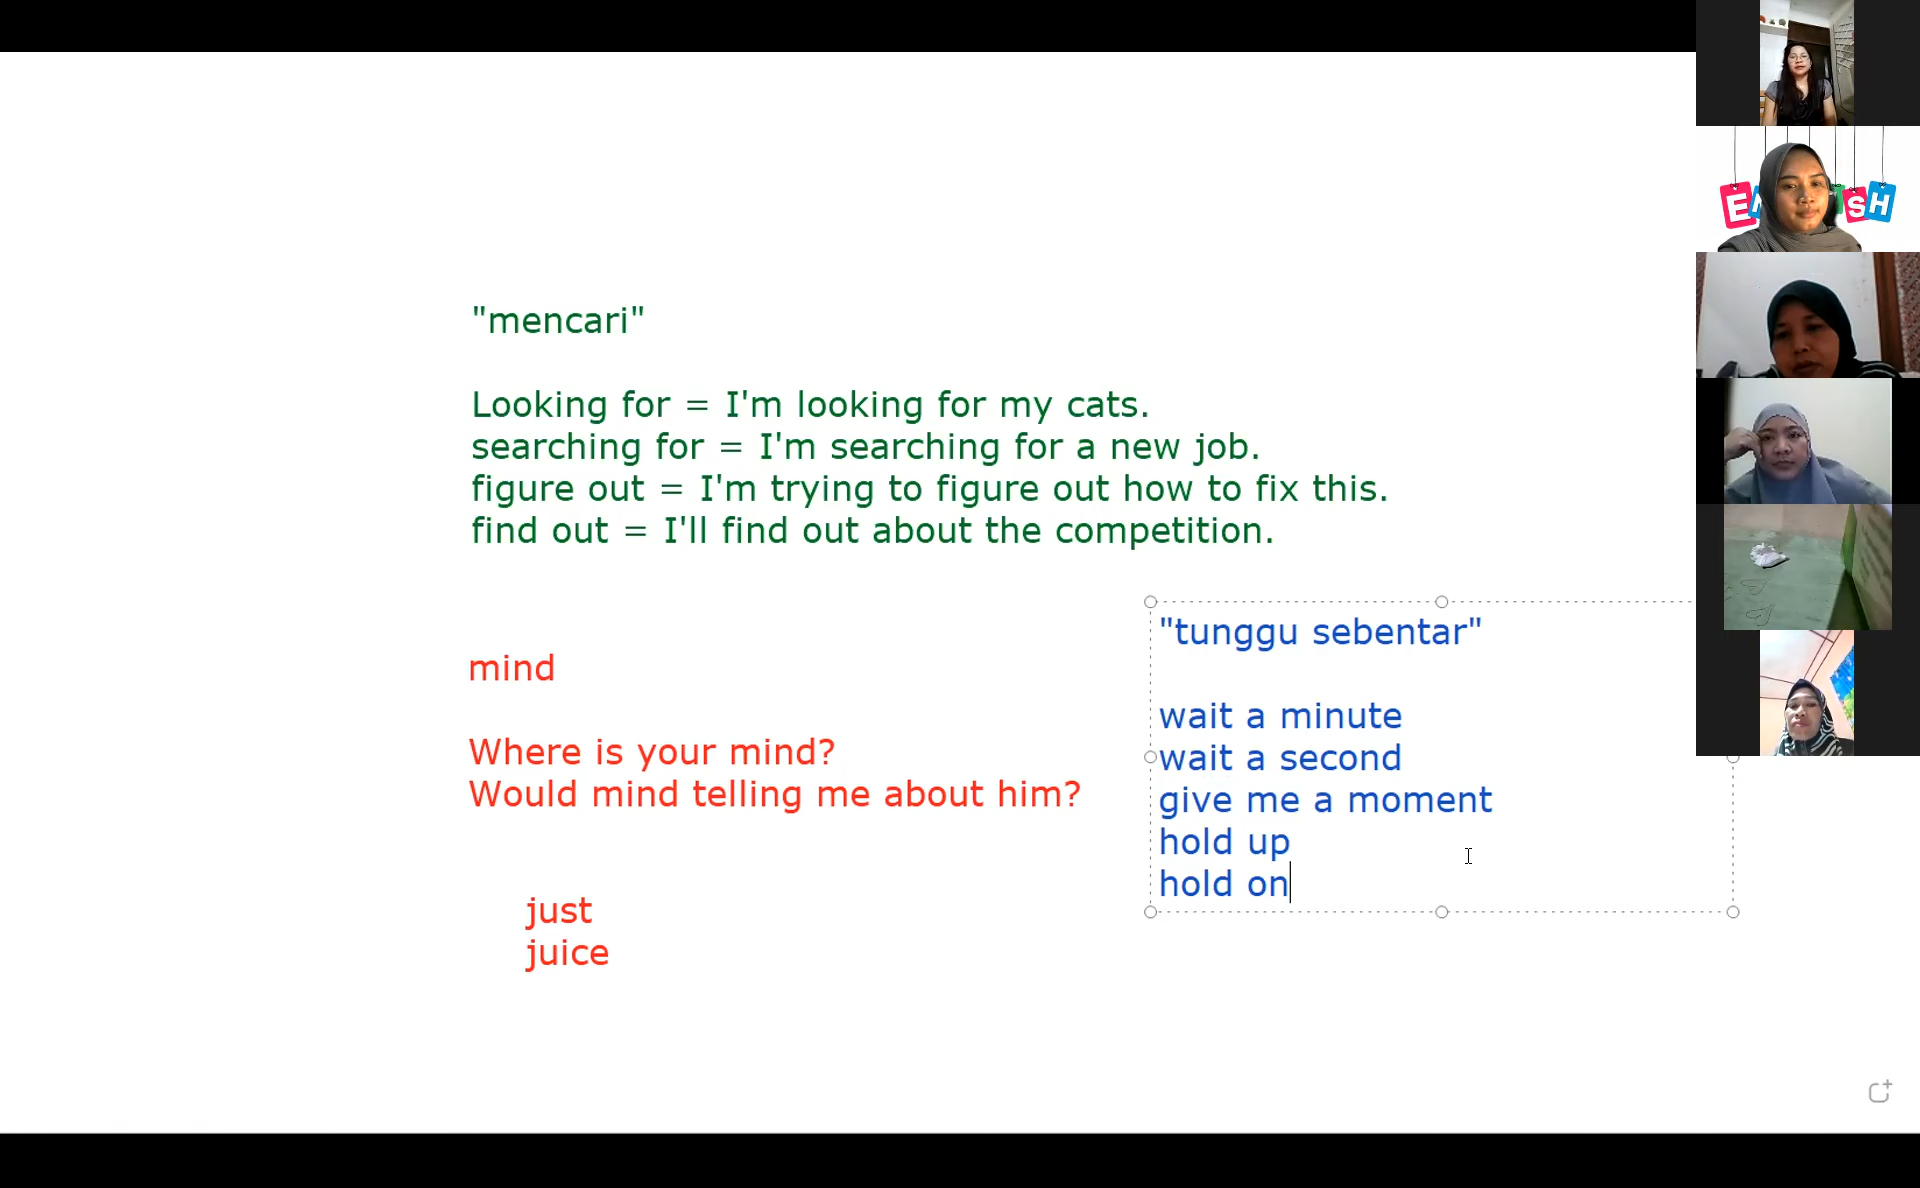 "mencari"
Looking for = I'm looking for my cats.
searching for = I'm searching for a new job.
figure out = I'm trying to figure out how to fix this.
find out = I'll find out about the competition.
mind
Where is your mind?
Would mind telling me about him?
just
juice
"tunggu sebentar"
wait a minute
wait a second
give me a moment
hold up
hold on